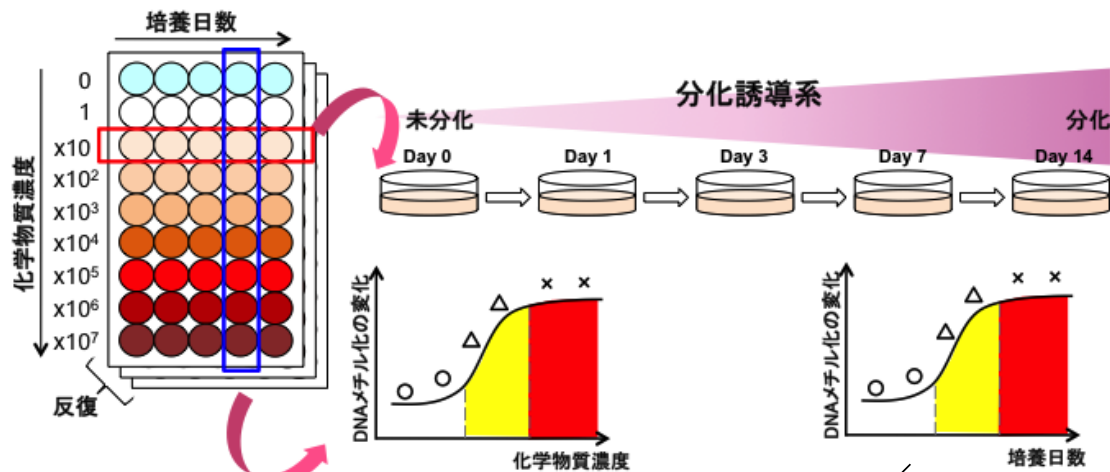 培養日数
0
1
x10
x10²
x10³
x10⁴
x10⁵
x10⁶
x10⁷
化学物質濃度
反復
分化誘導系
未分化
分化
Day 0
Day 1
Day 3
Day 7
Day 14
DNAメチル化の変化
化学物質濃度
DNAメチル化の変化
培養日数